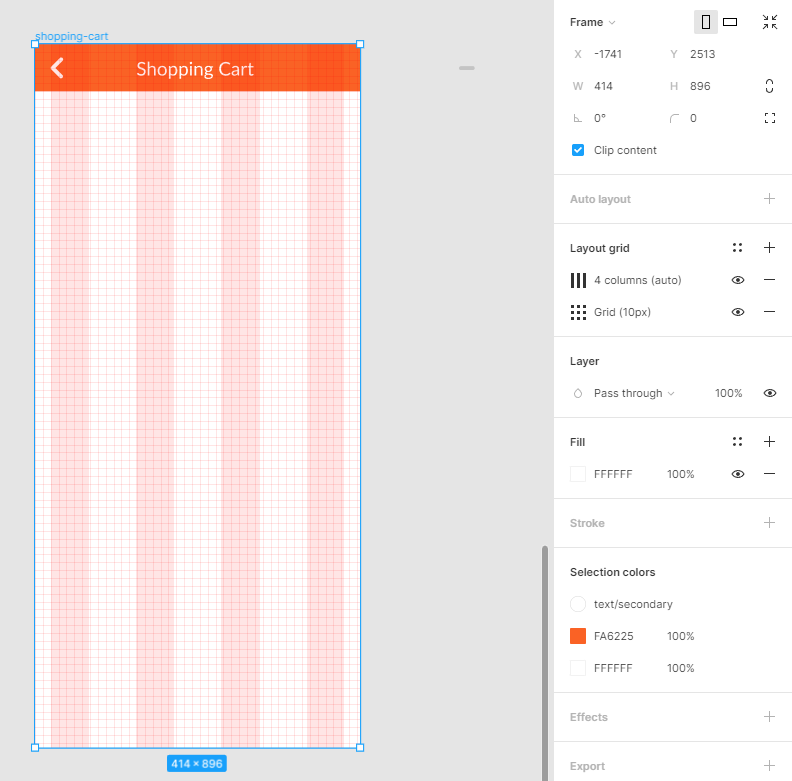 shopping-cart
Shopping Cart
414 × 896
Frame
X -1741 Y 2513
W 414 H 896
0° 0
Clip content
Auto layout
Layout grid
4 columns (auto)
Grid (10px)
Layer
Pass through 100%
Fill
FFFFFF 100%
Stroke
Selection colors
text/secondary
FA6225 100%
FFFFFF 100%
Effects
Export